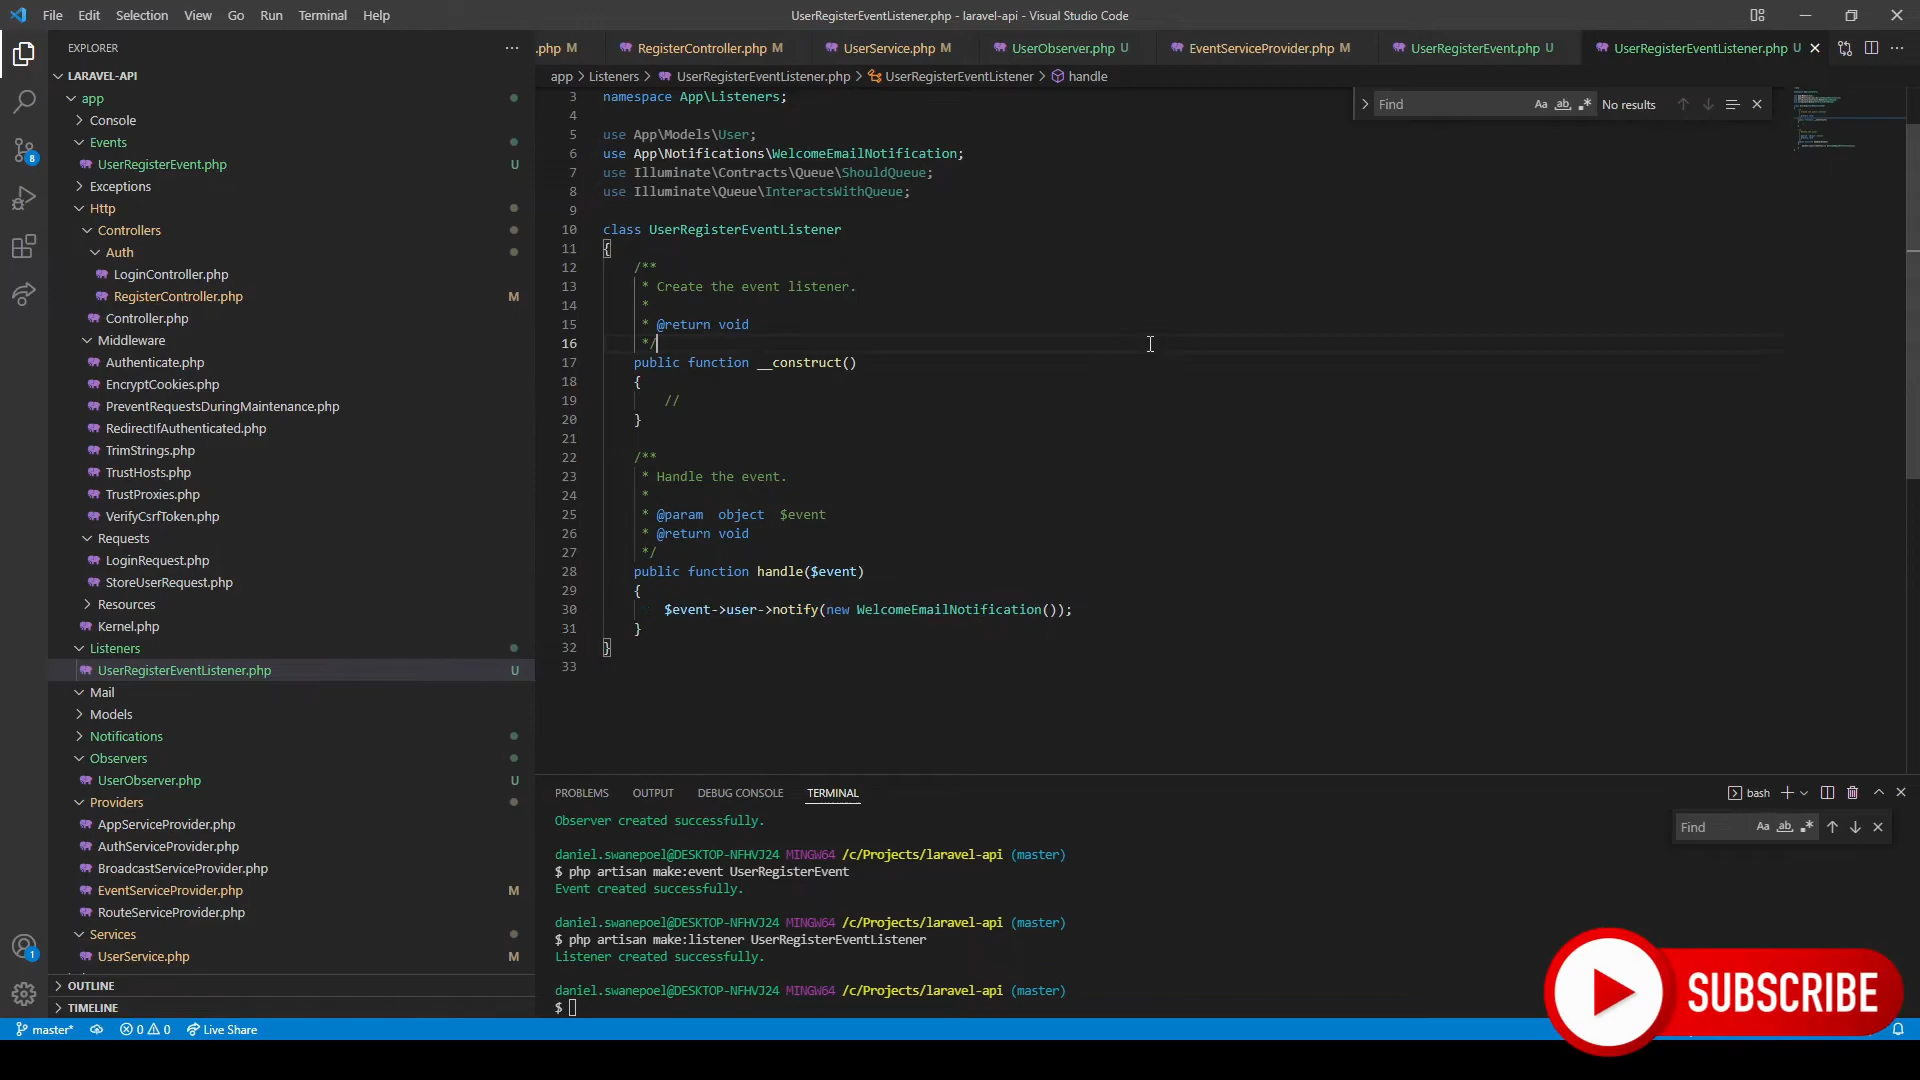 File Edit Selection View Go Run Terminal Help
UserRegisterEventListener.php - laravel-api - Visual Studio Code
EXPLORER
LARAVEL-API
app
Console
Events
UserRegisterEvent.php U
Exceptions
Http
Controllers
Auth
LoginController.php
RegisterController.php M
Controller.php
Middleware
Authenticate.php
EncryptCookies.php
PreventRequestsDuringMaintenance.php
RedirectIfAuthenticated.php
TrimStrings.php
TrustHosts.php
TrustProxies.php
VerifyCsrfToken.php
Requests
LoginRequest.php
StoreUserRequest.php
Resources
Kernel.php
Listeners
UserRegisterEventListener.php U
Mail
Models
Notifications
Observers
UserObserver.php U
Providers
AppServiceProvider.php
AuthServiceProvider.php
BroadcastServiceProvider.php
EventServiceProvider.php M
RouteServiceProvider.php
Services
UserService.php M
OUTLINE
TIMELINE
8
1
.php M RegisterController.php M UserService.php M UserObserver.php U EventServiceProvider.php M UserRegisterEvent.php U UserRegisterEventListener.php U
app > Listeners > UserRegisterEventListener.php > UserRegisterEventListener > handle
Find Aa ab .* No results
3 namespace App\Listeners;
4
5 use App\Models\User;
6 use App\Notifications\WelcomeEmailNotification;
7 use Illuminate\Contracts\Queue\ShouldQueue;
8 use Illuminate\Queue\InteractsWithQueue;
9
10 class UserRegisterEventListener
11 {
12 /**
13 * Create the event listener.
14 *
15 * @return void
16 */
17 public function __construct()
18 {
19 //
20 }
21
22 /**
23 * Handle the event.
24 *
25 * @param  object  $event
26 * @return void
27 */
28 public function handle($event)
29 {
30 $event->user->notify(new WelcomeEmailNotification());
31 }
32 }
33
PROBLEMS OUTPUT DEBUG CONSOLE TERMINAL
bash
Find Aa ab .*
Observer created successfully.
daniel.swanepoel@DESKTOP-NFHVJ24 MINGW64 /c/Projects/laravel-api (master)
$ php artisan make:event UserRegisterEvent
Event created successfully.
daniel.swanepoel@DESKTOP-NFHVJ24 MINGW64 /c/Projects/laravel-api (master)
$ php artisan make:listener UserRegisterEventListener
Listener created successfully.
daniel.swanepoel@DESKTOP-NFHVJ24 MINGW64 /c/Projects/laravel-api (master)
$
SUBSCRIBE
master* 0 0 Live Share